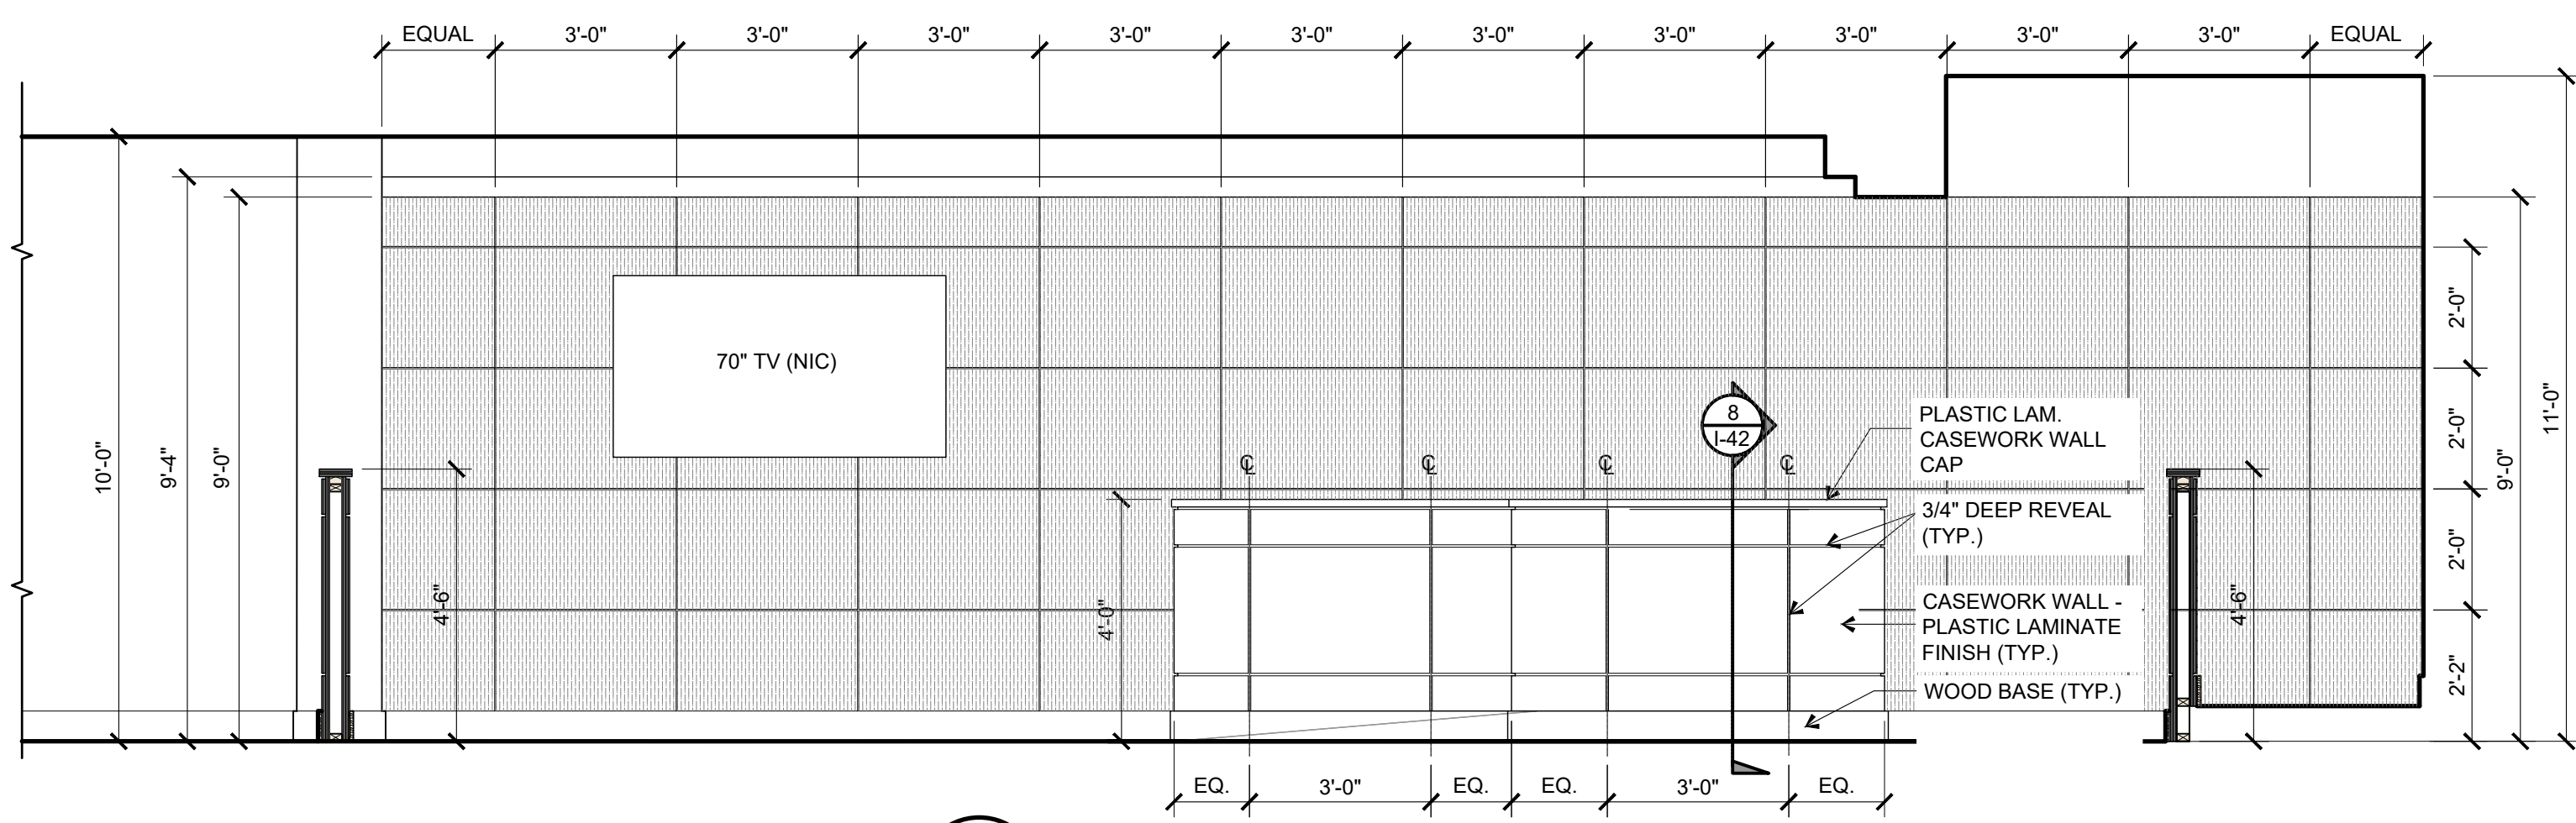 EQUAL 3'-0" 3'-0" 3'-0" 3'-0" 3'-0" 3'-0" 3'-0" 3'-0" 3'-0" 3'-0" EQUAL
10'-0"
9'-4"
9'-0"
4'-6"
70" TV (NIC)
4'-0"
℄ ℄ ℄ ℄
8
I-42
PLASTIC LAM.
CASEWORK WALL
CAP
3/4" DEEP REVEAL
(TYP.)
CASEWORK WALL -
PLASTIC LAMINATE
FINISH (TYP.)
WOOD BASE (TYP.)
4'-6"
2'-0"
2'-0"
2'-0"
2'-2"
9'-0"
11'-0"
EQ. 3'-0" EQ. EQ. 3'-0" EQ.